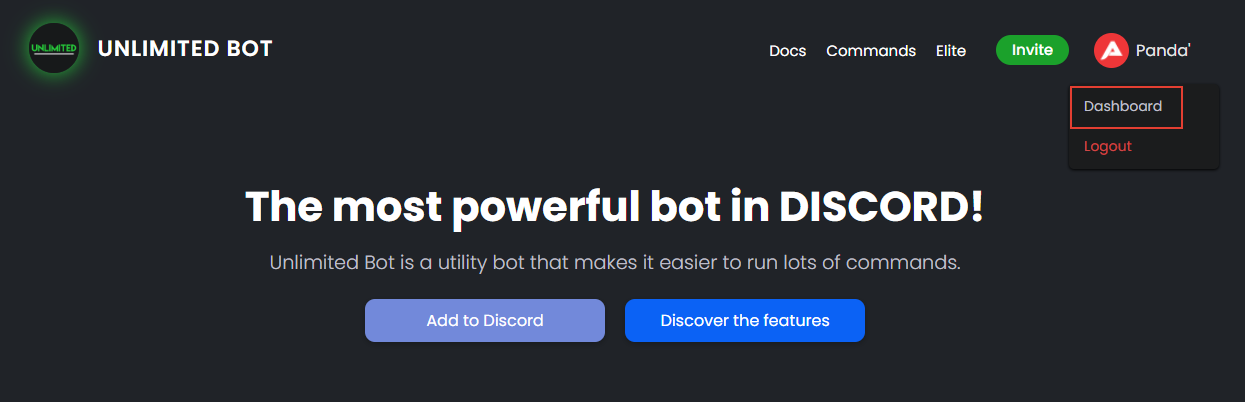 UNLIMITED
UNLIMITED BOT
Docs Commands Elite Invite Panda'
Dashboard
Logout
The most powerful bot in DISCORD!
Unlimited Bot is a utility bot that makes it easier to run lots of commands.
Add to Discord Discover the features